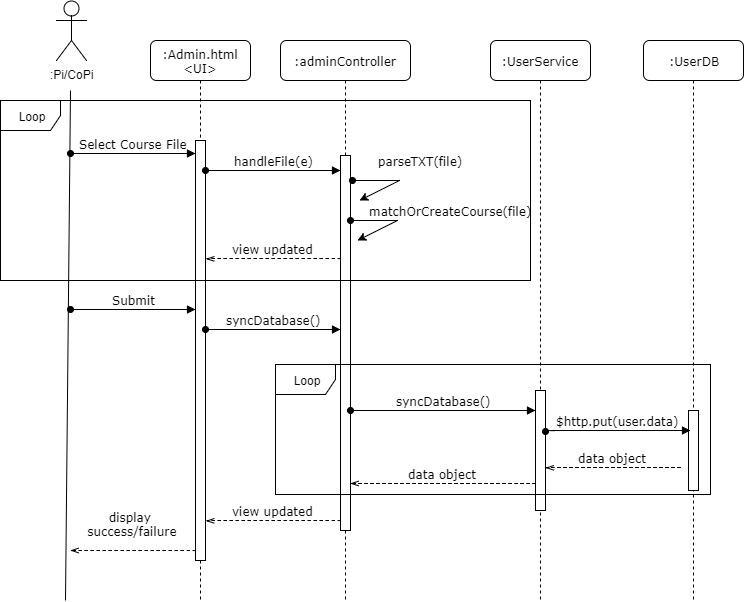 :Pi/CoPi
:Admin.html
<UI>
:adminController
:UserService
:UserDB
Loop
Select Course File
handleFile(e)
parseTXT(file)
matchOrCreateCourse(file)
view updated
Submit
syncDatabase()
Loop
syncDatabase()
$http.put(user.data)
data object
data object
view updated
display
success/failure